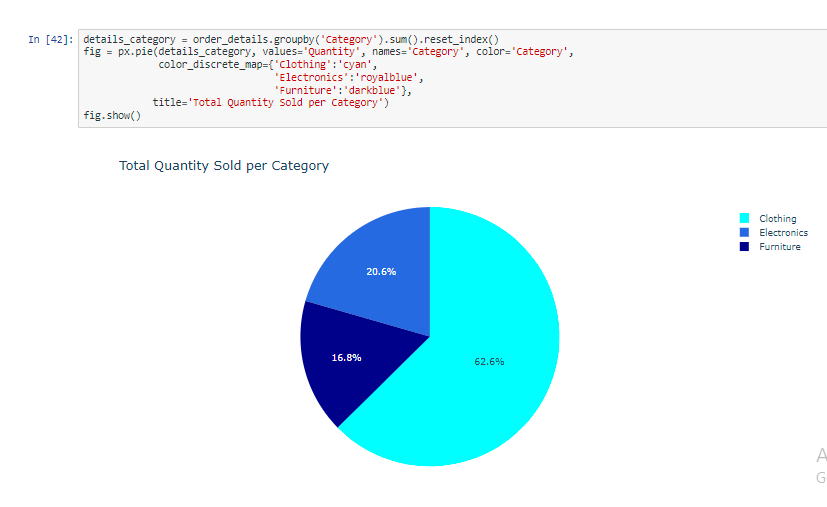 In [42]:
details_category = order_details.groupby('Category').sum().reset_index()
fig = px.pie(details_category, values='Quantity', names='Category', color='Category',
color_discrete_map={'Clothing':'cyan',
'Electronics':'royalblue',
'Furniture':'darkblue'},
title='Total Quantity Sold per Category')
fig.show()
Total Quantity Sold per Category
Clothing
Electronics
Furniture
20.6%
16.8%
62.6%
A
G